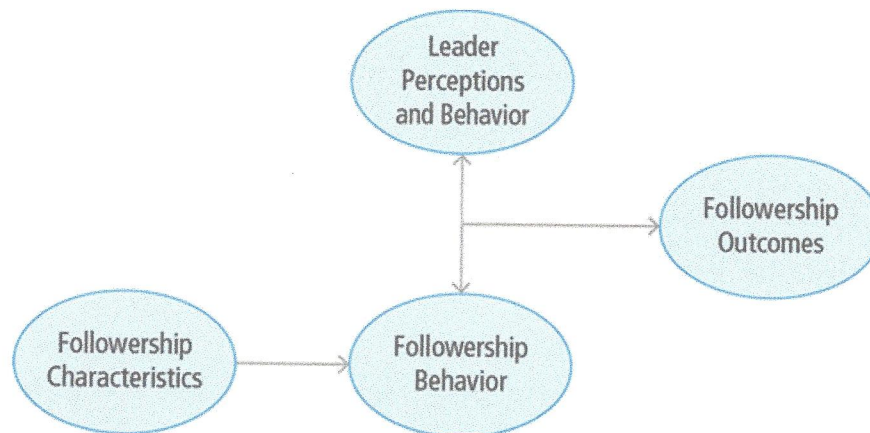 Leader
Perceptions
and Behavior
Followership
Outcomes
Followership
Characteristics
Followership
Behavior